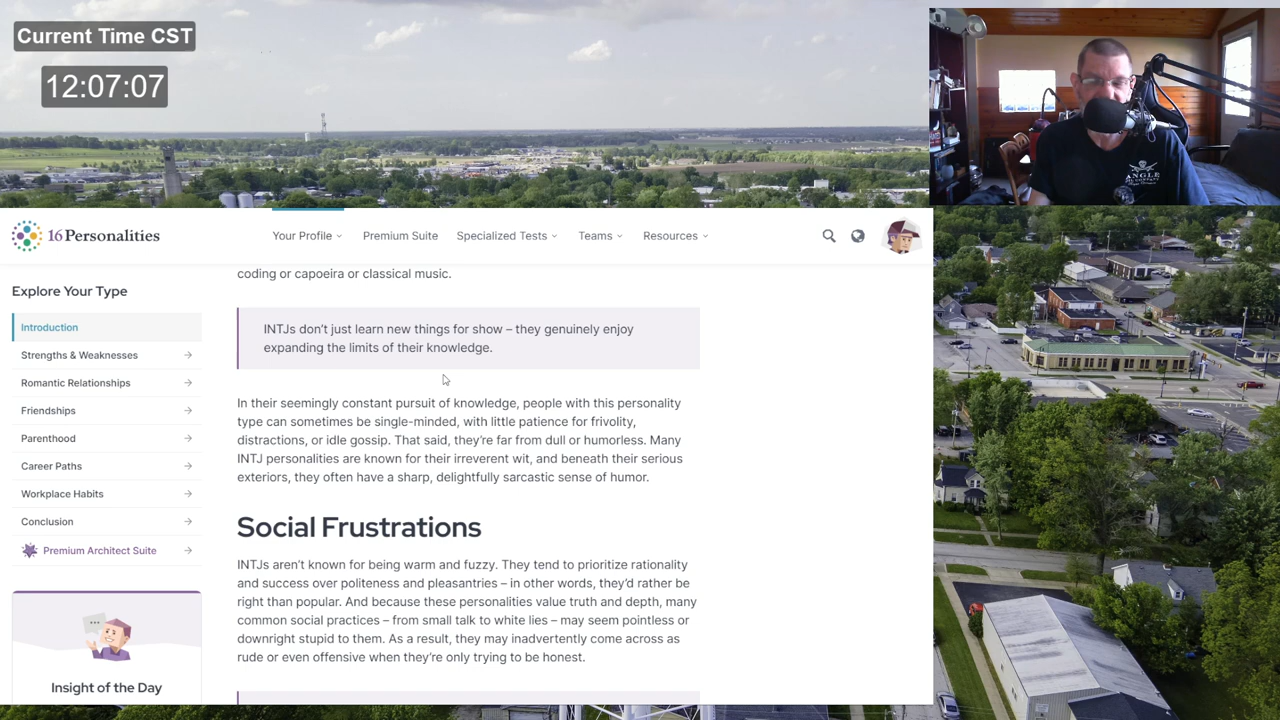 Current Time CST
12:07:07
16Personalities
Your Profile
Premium Suite
Specialized Tests
Teams
Resources
Explore Your Type
Introduction
Strengths & Weaknesses
Romantic Relationships
Friendships
Parenthood
Career Paths
Workplace Habits
Conclusion
Premium Architect Suite
Insight of the Day
coding or capoeira or classical music.
INTJs don’t just learn new things for show – they genuinely enjoy
expanding the limits of their knowledge.
In their seemingly constant pursuit of knowledge, people with this personality
type can sometimes be single-minded, with little patience for frivolity,
distractions, or idle gossip. That said, they’re far from dull or humorless. Many
INTJ personalities are known for their irreverent wit, and beneath their serious
exteriors, they often have a sharp, delightfully sarcastic sense of humor.
Social Frustrations
INTJs aren’t known for being warm and fuzzy. They tend to prioritize rationality
and success over politeness and pleasantries – in other words, they’d rather be
right than popular. And because these personalities value truth and depth, many
common social practices – from small talk to white lies – may seem pointless or
downright stupid to them. As a result, they may inadvertently come across as
rude or even offensive when they’re only trying to be honest.
ANGLE